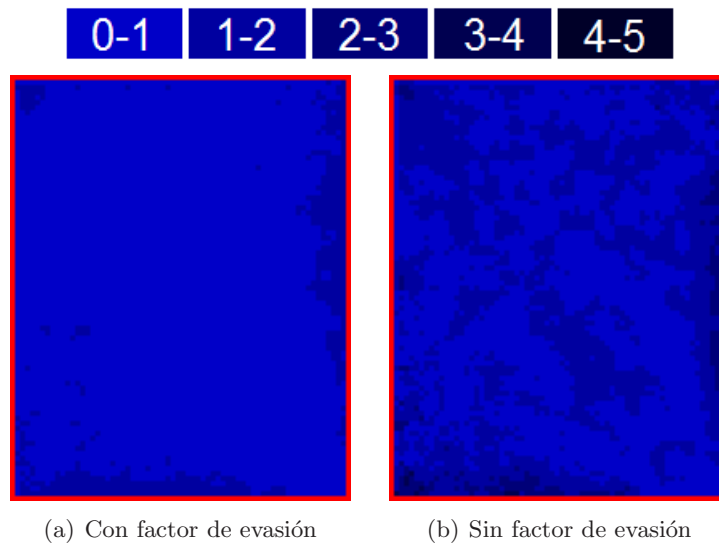 0-1 1-2 2-3 3-4 4-5
(a) Con factor de evasión (b) Sin factor de evasión